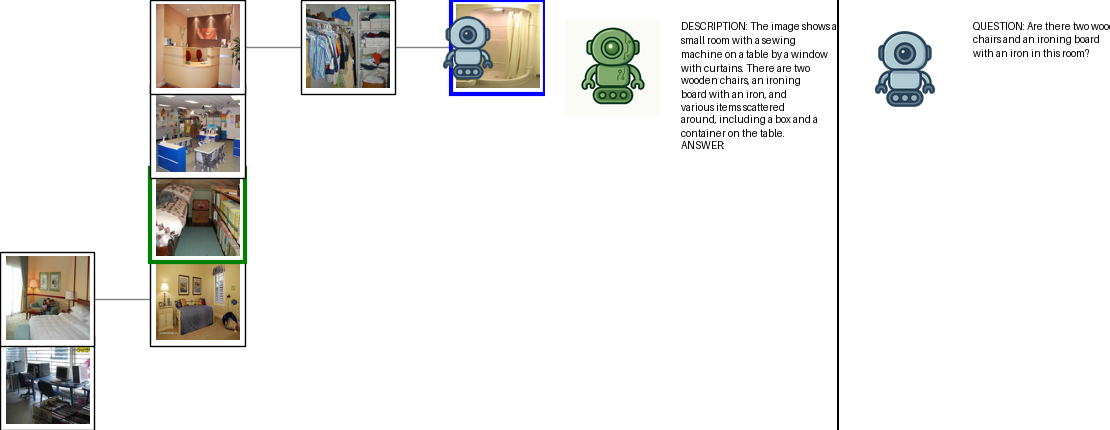 DESCRIPTION: The image shows a
small room with a sewing
machine on a table by a window
with curtains. There are two
wooden chairs, an ironing
board with an iron, and
various items scattered
around, including a box and a
container on the table.
ANSWER:
QUESTION: Are there two
chairs and an ironing board
with an iron in this room?